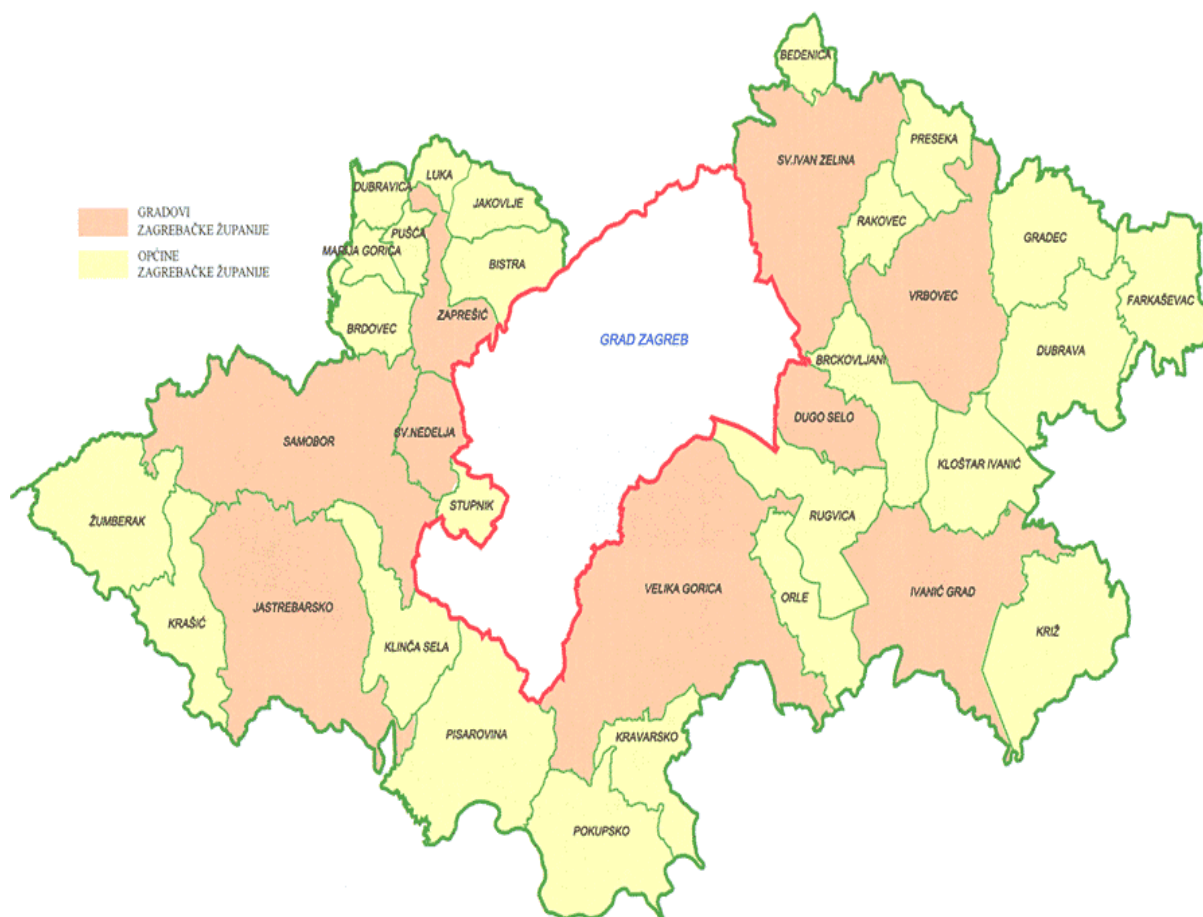 BEDENICA
PRESEKA
SV.IVAN ZELINA
LUKA
DUBRAVICA
JAKOVLJE
GRADOVI
ZAGREBAČKE ŽUPANIJE
OPĆINE
ZAGREBAČKE ŽUPANIJE
RAKOVEC
PUŠĆA
GRADEC
MARIJA GORICA
BISTRA
VRBOVEC
FARKAŠEVAC
ZAPREŠIĆ
BRDOVEC
GRAD ZAGREB
BRCKOVLJANI
DUBRAVA
DUGO SELO
SV.NEDELJA
SAMOBOR
KLOŠTAR IVANIĆ
STUPNIK
RUGVICA
ŽUMBERAK
VELIKA GORICA
IVANIĆ GRAD
ORLE
JASTREBARSKO
KRAŠIĆ
KRIŽ
KLINČA SELA
PISAROVINA
KRAVARSKO
POKUPSKO